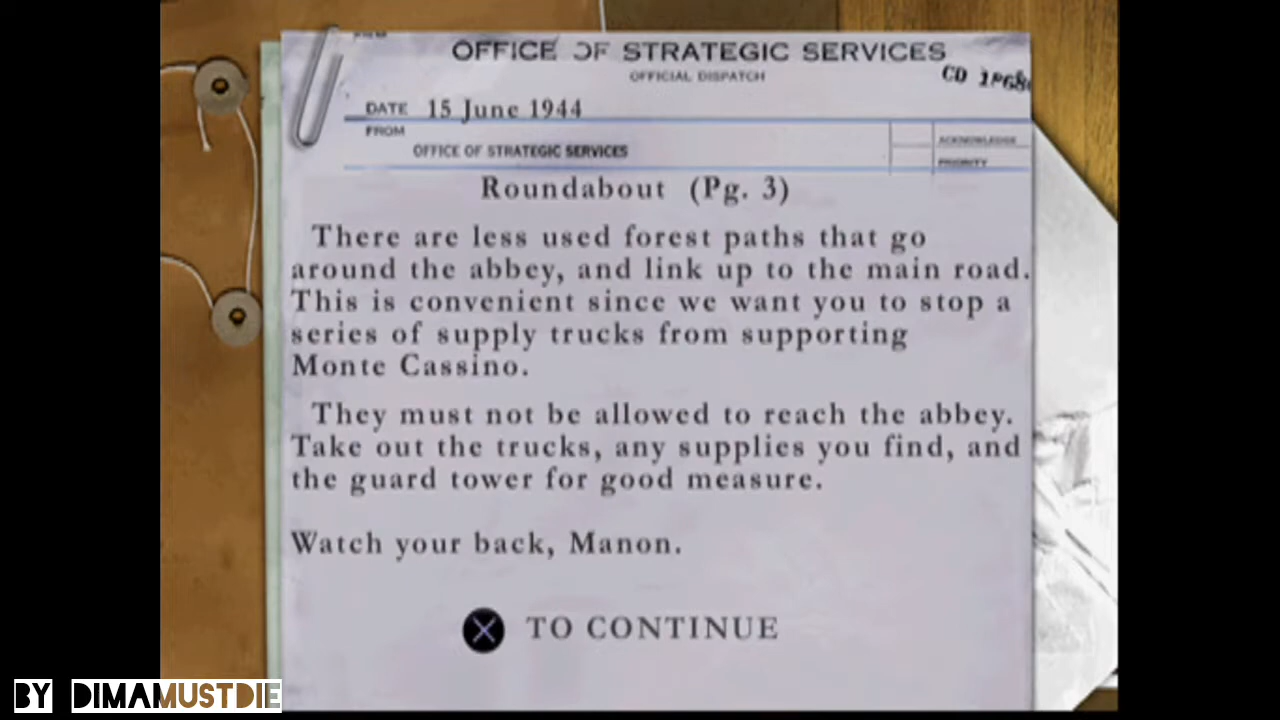 OFFICE OF STRATEGIC SERVICES
OFFICIAL DISPATCH
DATE 15 June 1944
FROM
OFFICE OF STRATEGIC SERVICES
ACKNOWLEDGE
PRIORITY
Roundabout (Pg. 3)
There are less used forest paths that go
around the abbey, and link up to the main road.
This is convenient since we want you to stop a
series of supply trucks from supporting
Monte Cassino.
They must not be allowed to reach the abbey.
Take out the trucks, any supplies you find, and
the guard tower for good measure.
Watch your back, Manon.
TO CONTINUE
BY DIMAMUSTDIE